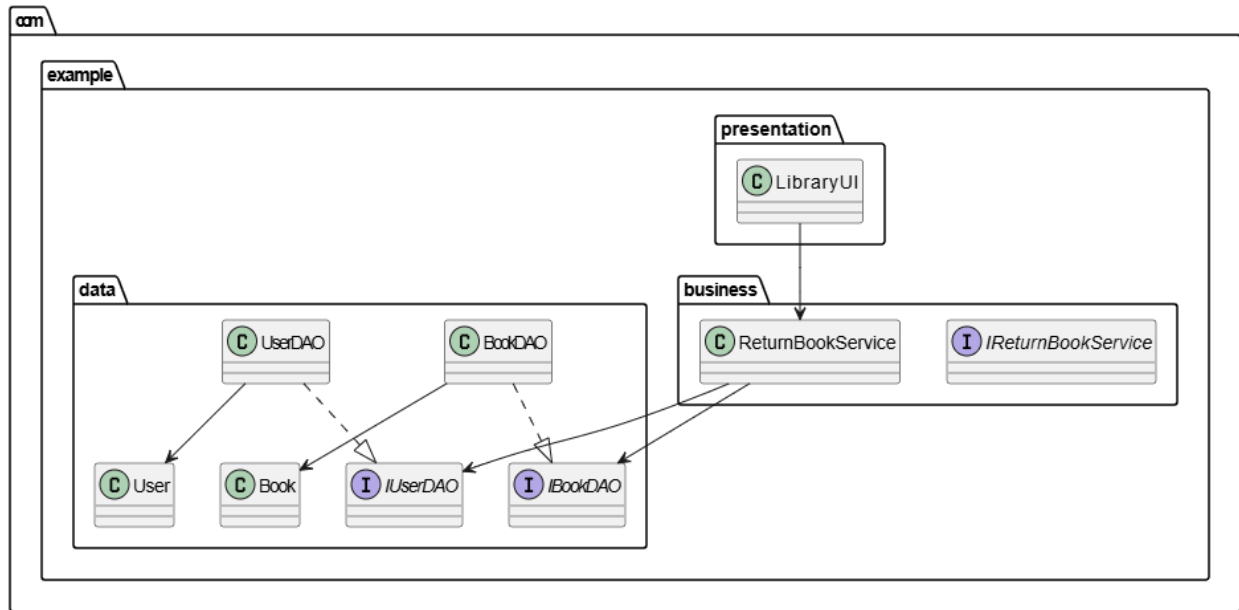 com
example
presentation
C LibraryUI
data
business
C UserDAO
C BookDAO
C ReturnBookService
I IReturnBookService
C User
C Book
I IUserDAO
I IBookDAO